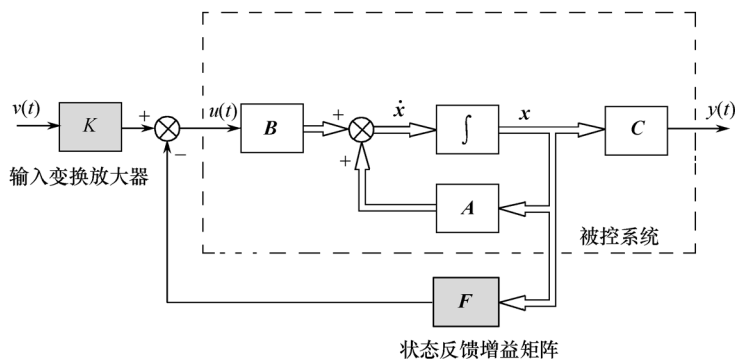 v(t)
K
+
−
u(t)
B
+
+
ẋ
∫
x
C
y(t)
输入变换放大器
A
被控系统
F
状态反馈增益矩阵